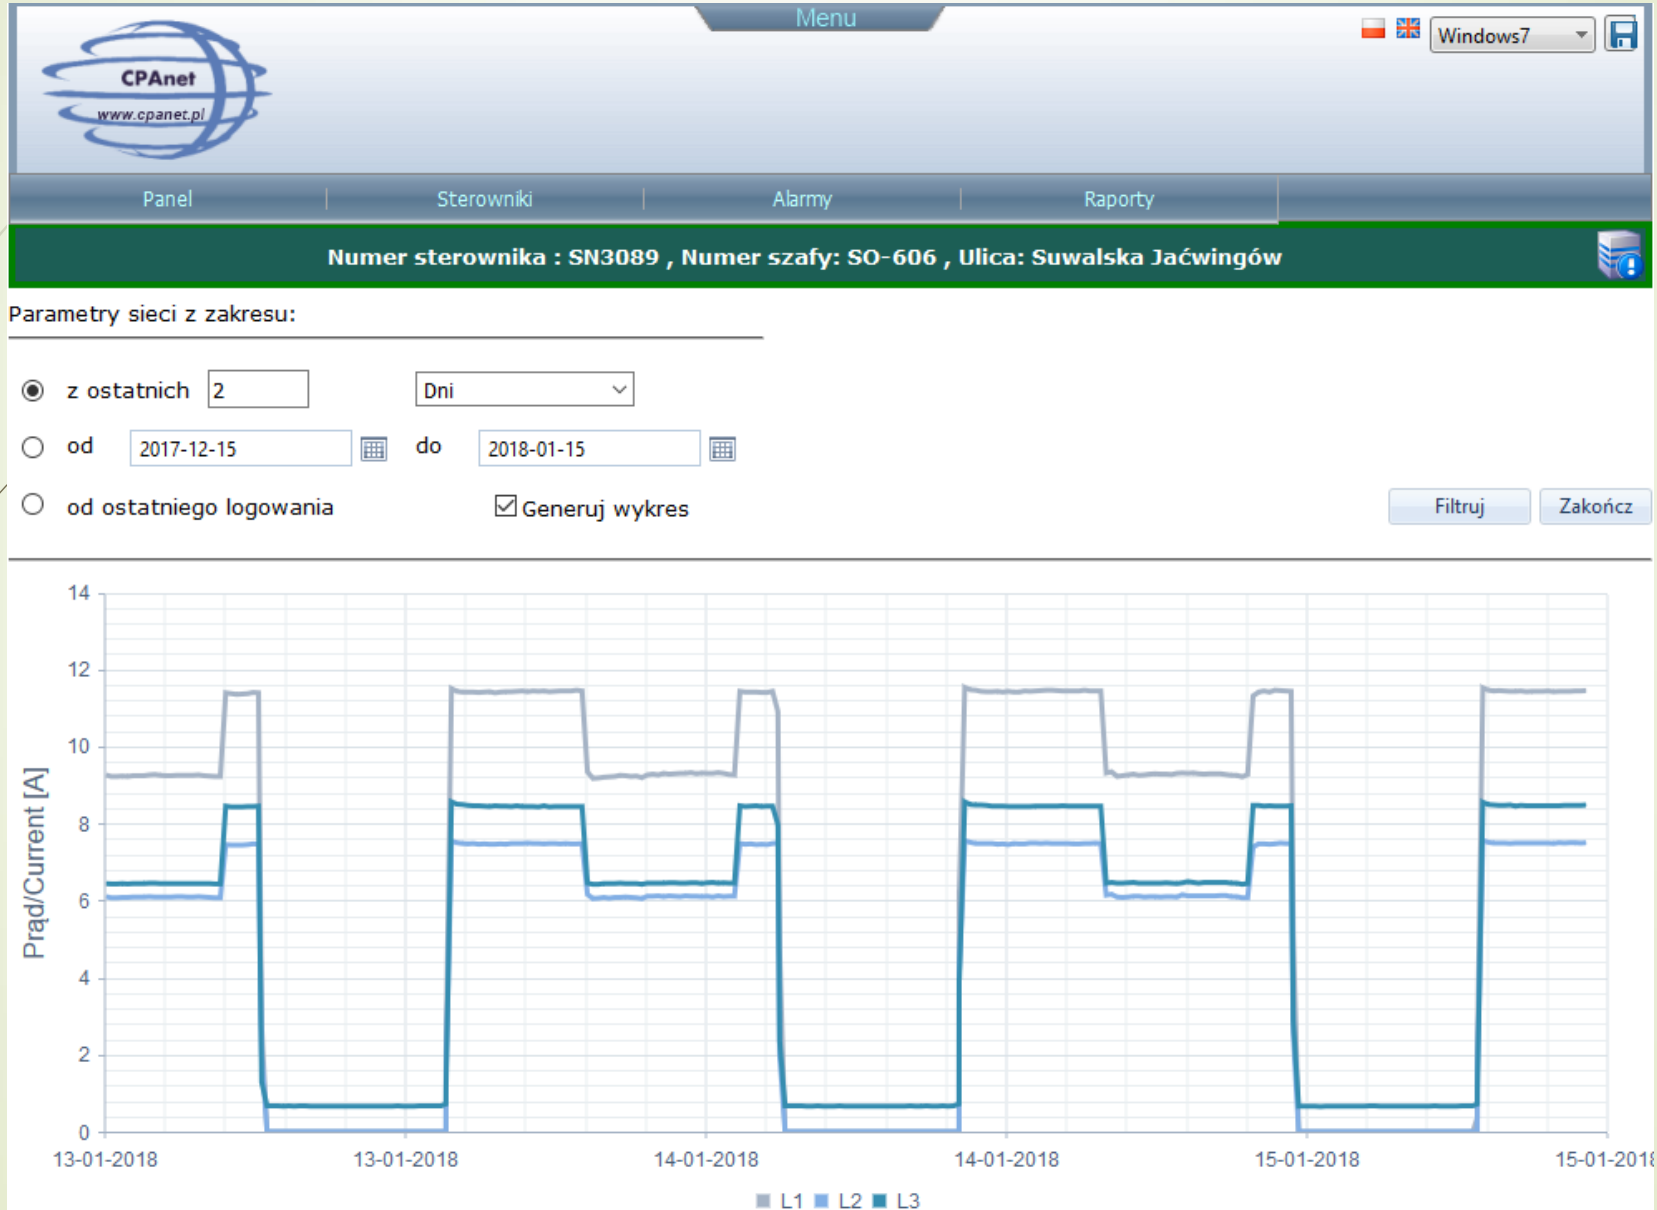 Menu
Windows7
CPAnet
www.cpanet.pl
Panel
Sterowniki
Alarmy
Raporty
Numer sterownika : SN3089 , Numer szafy: SO-606 , Ulica: Suwalska Jaćwingów
Parametry sieci z zakresu:
z ostatnich 2 Dni
od 2017-12-15 do 2018-01-15
od ostatniego logowania Generuj wykres Filtruj Zakończ
14
12
10
8
6
4
2
0
Prąd/Current [A]
13-01-2018 13-01-2018 14-01-2018 14-01-2018 15-01-2018 15-01-201
L1 L2 L3